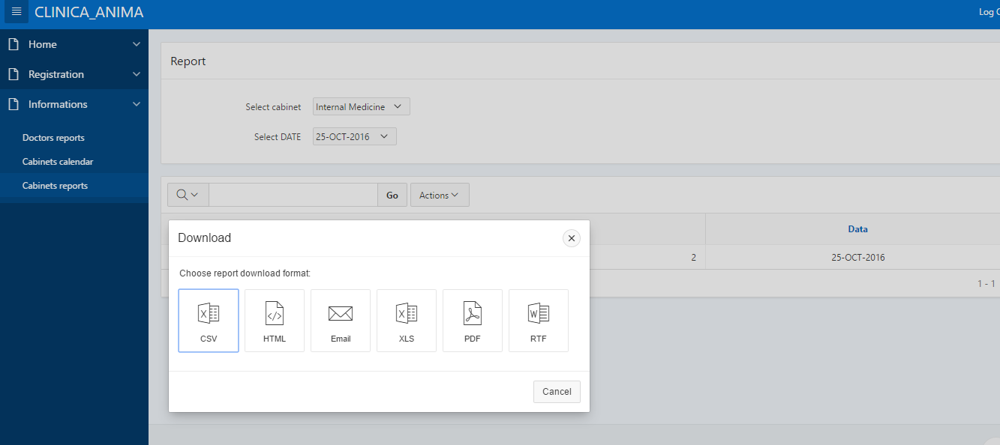 CLINICA_ANIMA
Log
Home
Registration
Informations
Doctors reports
Cabinets calendar
Cabinets reports
Report
Select cabinet Internal Medicine
Select DATE 25-OCT-2016
Go Actions
Data
2 25-OCT-2016
1 - 1
Download
Choose report download format:
CSV HTML Email XLS PDF RTF
Cancel